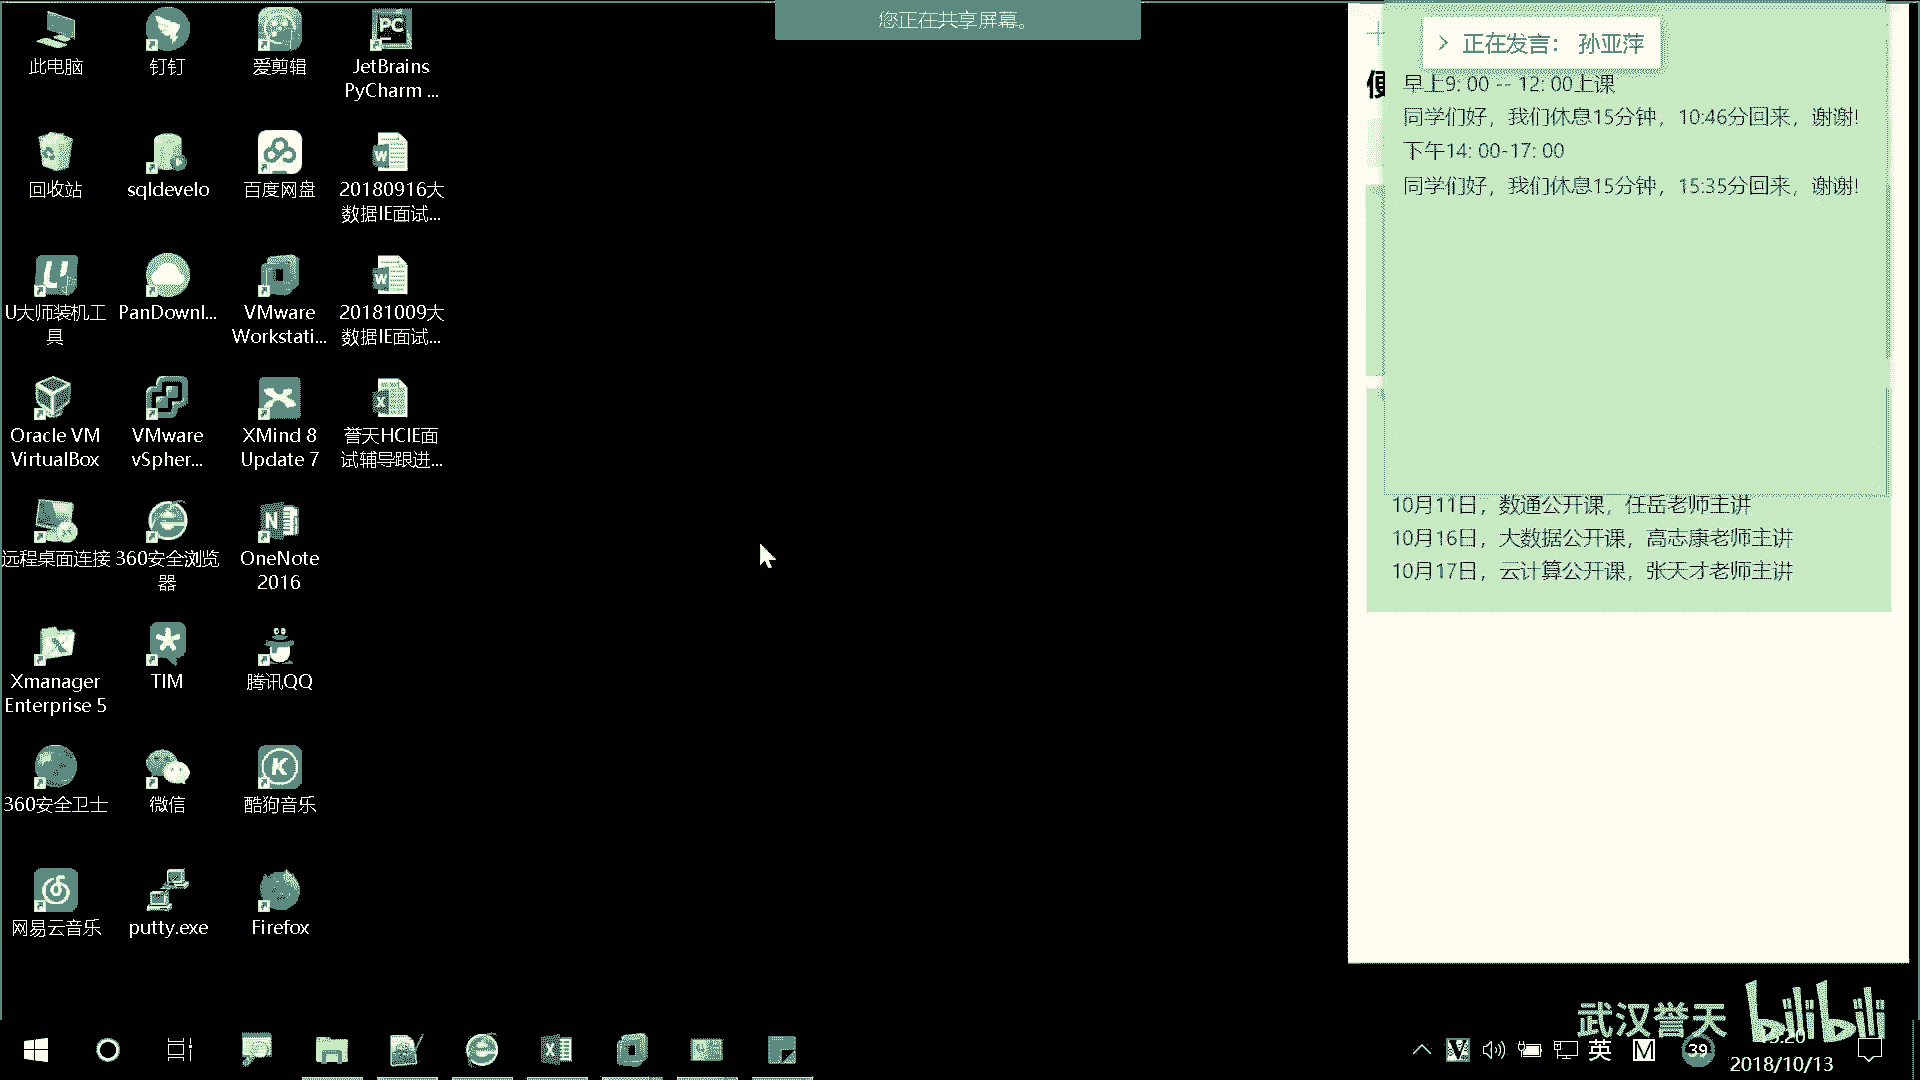 您正在共享屏幕。
此电脑
钉钉
爱剪辑
JetBrains
PyCharm ...
回收站
sqldevelo
百度网盘
20180916大
数据IE面试...
U大师装机工
具
PanDownl...
VMware
Workstati...
20181009大
数据IE面试...
Oracle VM
VirtualBox
VMware
vSpher...
XMind 8
Update 7
誉天HCIE面
试辅导跟进...
远程桌面连接
360安全浏览
器
OneNote
2016
Xmanager
Enterprise 5
TIM
腾讯QQ
360安全卫士
微信
酷狗音乐
网易云音乐
putty.exe
Firefox
正在发言： 孙亚萍
早上9: 00 -- 12: 00上课
同学们好，我们休息15分钟，10:46分回来，谢谢!
下午14: 00-17: 00
同学们好，我们休息15分钟，15:35分回来，谢谢!
10月11日，数通公开课，任岳老师主讲
10月16日，大数据公开课，高志康老师主讲
10月17日，云计算公开课，张天才老师主讲
武汉誉天
bilibili
英
M
39
2018/10/13